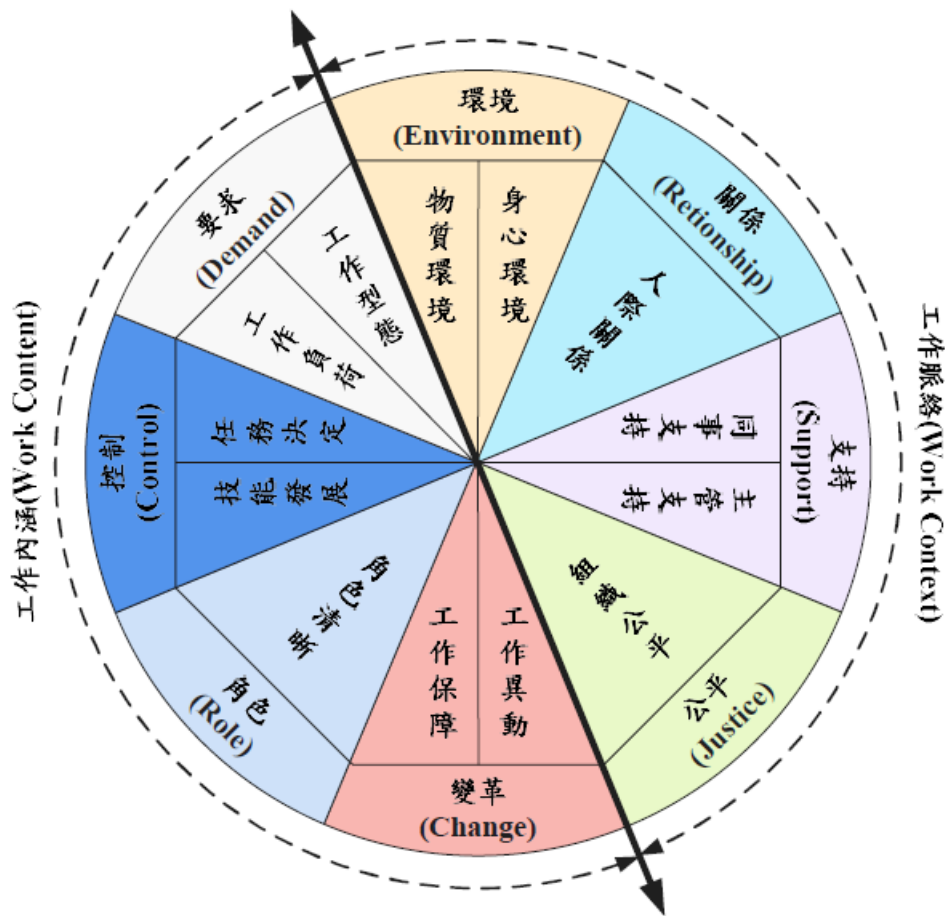 環境
(Environment)
物質環境
身心環境
關係
(Retionship)
人際關係
支持
(Support)
同事支持
主管支持
公平
(Justice)
組織公平
變革
(Change)
工作異動
工作保障
角色
(Role)
角色清晰
控制
(Control)
技能發展
任務決定
要求
(Demand)
工作負荷
工作型態
工作內涵(Work Content)
工作脈絡(Work Context)